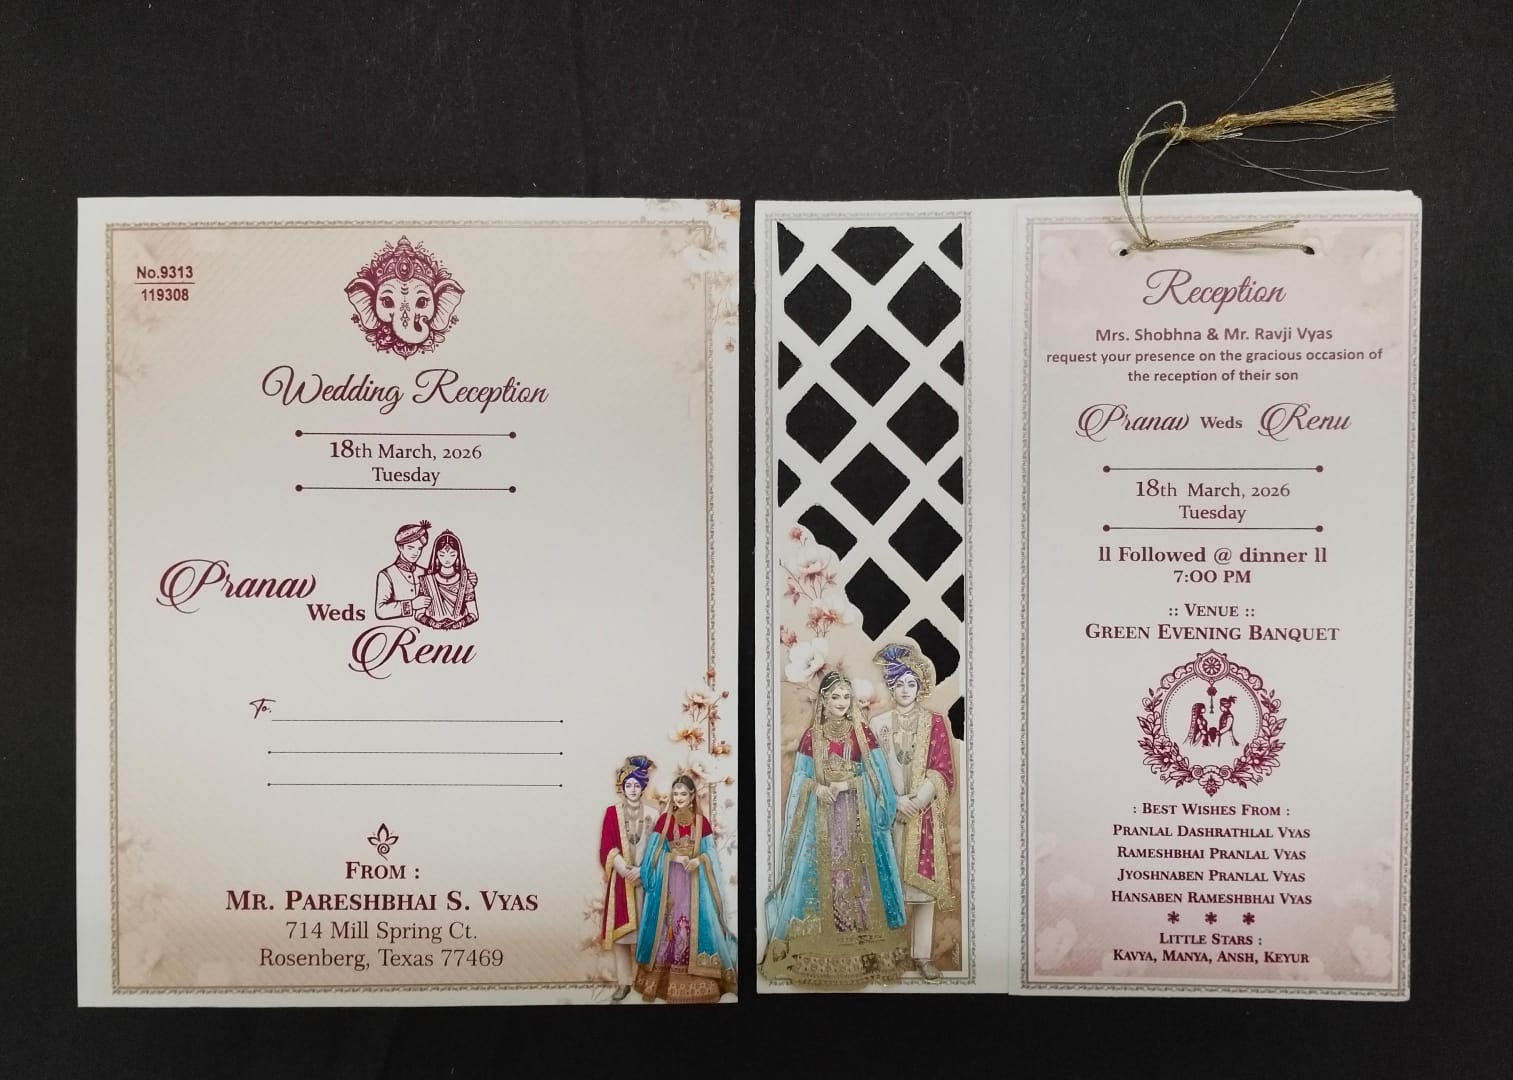 No.9313
119308
Wedding Reception
18th March, 2026
Tuesday
Pranav
Weds
Renu
To,
From :
Mr. Pareshbhai S. Vyas
714 Mill Spring Ct.
Rosenberg, Texas 77469
Reception
Mrs. Shobhna & Mr. Ravji Vyas
request your presence on the gracious occasion of
the reception of their son
Pranav Weds Renu
18th March, 2026
Tuesday
ll Followed @ dinner ll
7:00 PM
:: Venue ::
Green Evening Banquet
: Best Wishes From :
Pranlal Dashrathlal Vyas
Rameshbhai Pranlal Vyas
Jyoshnaben Pranlal Vyas
Hansaben Rameshbhai Vyas
* * *
Little Stars :
Kavya, Manya, Ansh, Keyur